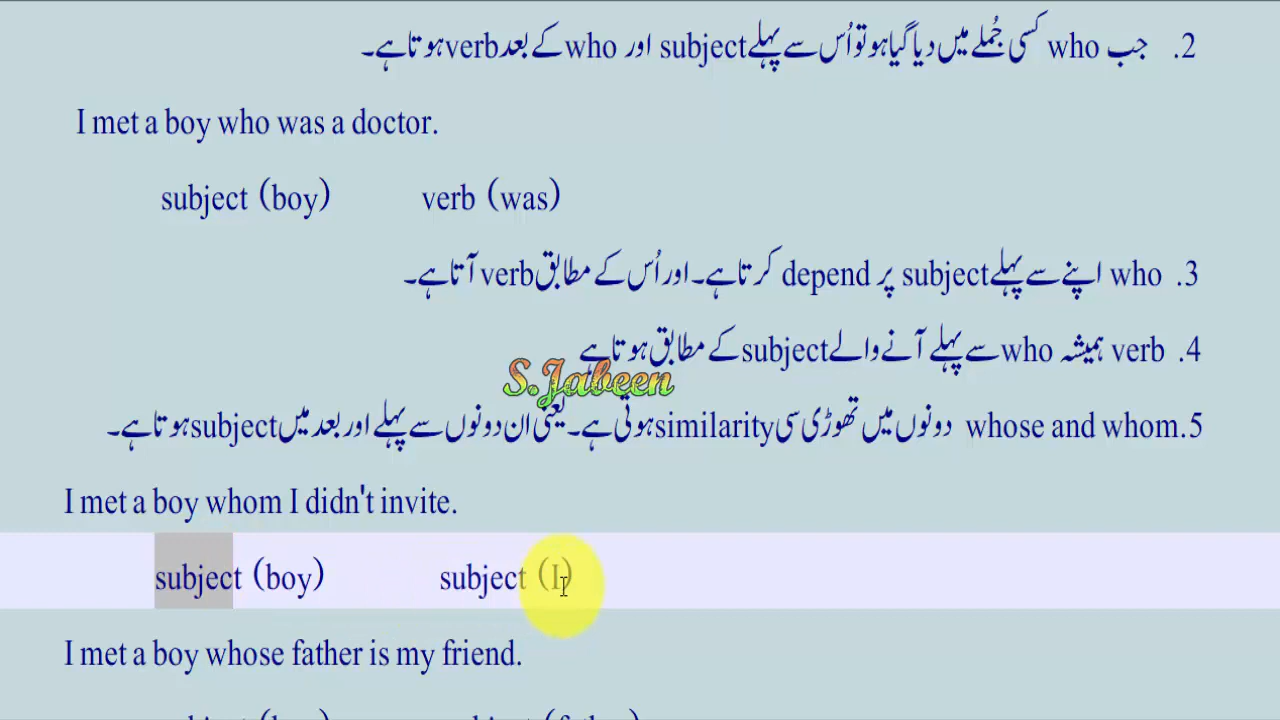 2. جب who کسی جُملے میں دیا گیا ہو تو اُس سے پہلے subject اور who کے بعد verb ہوتا ہے۔
I met a boy who was a doctor.
subject (boy) verb (was)
3. who اپنے سے پہلے subject پر depend کرتا ہے۔ اور اُس کے مطابق verb آتا ہے۔
4. verb ہمیشہ who سے پہلے آنے والے subject کے مطابق ہوتا ہے
S.Jabeen
5. whose and whom دونوں میں تھوڑی سی similarity ہوتی ہے۔ یعنی ان دونوں سے پہلے اور بعد میں subject ہوتا ہے۔
I met a boy whom I didn't invite.
subject (boy) subject (I)
I met a boy whose father is my friend.